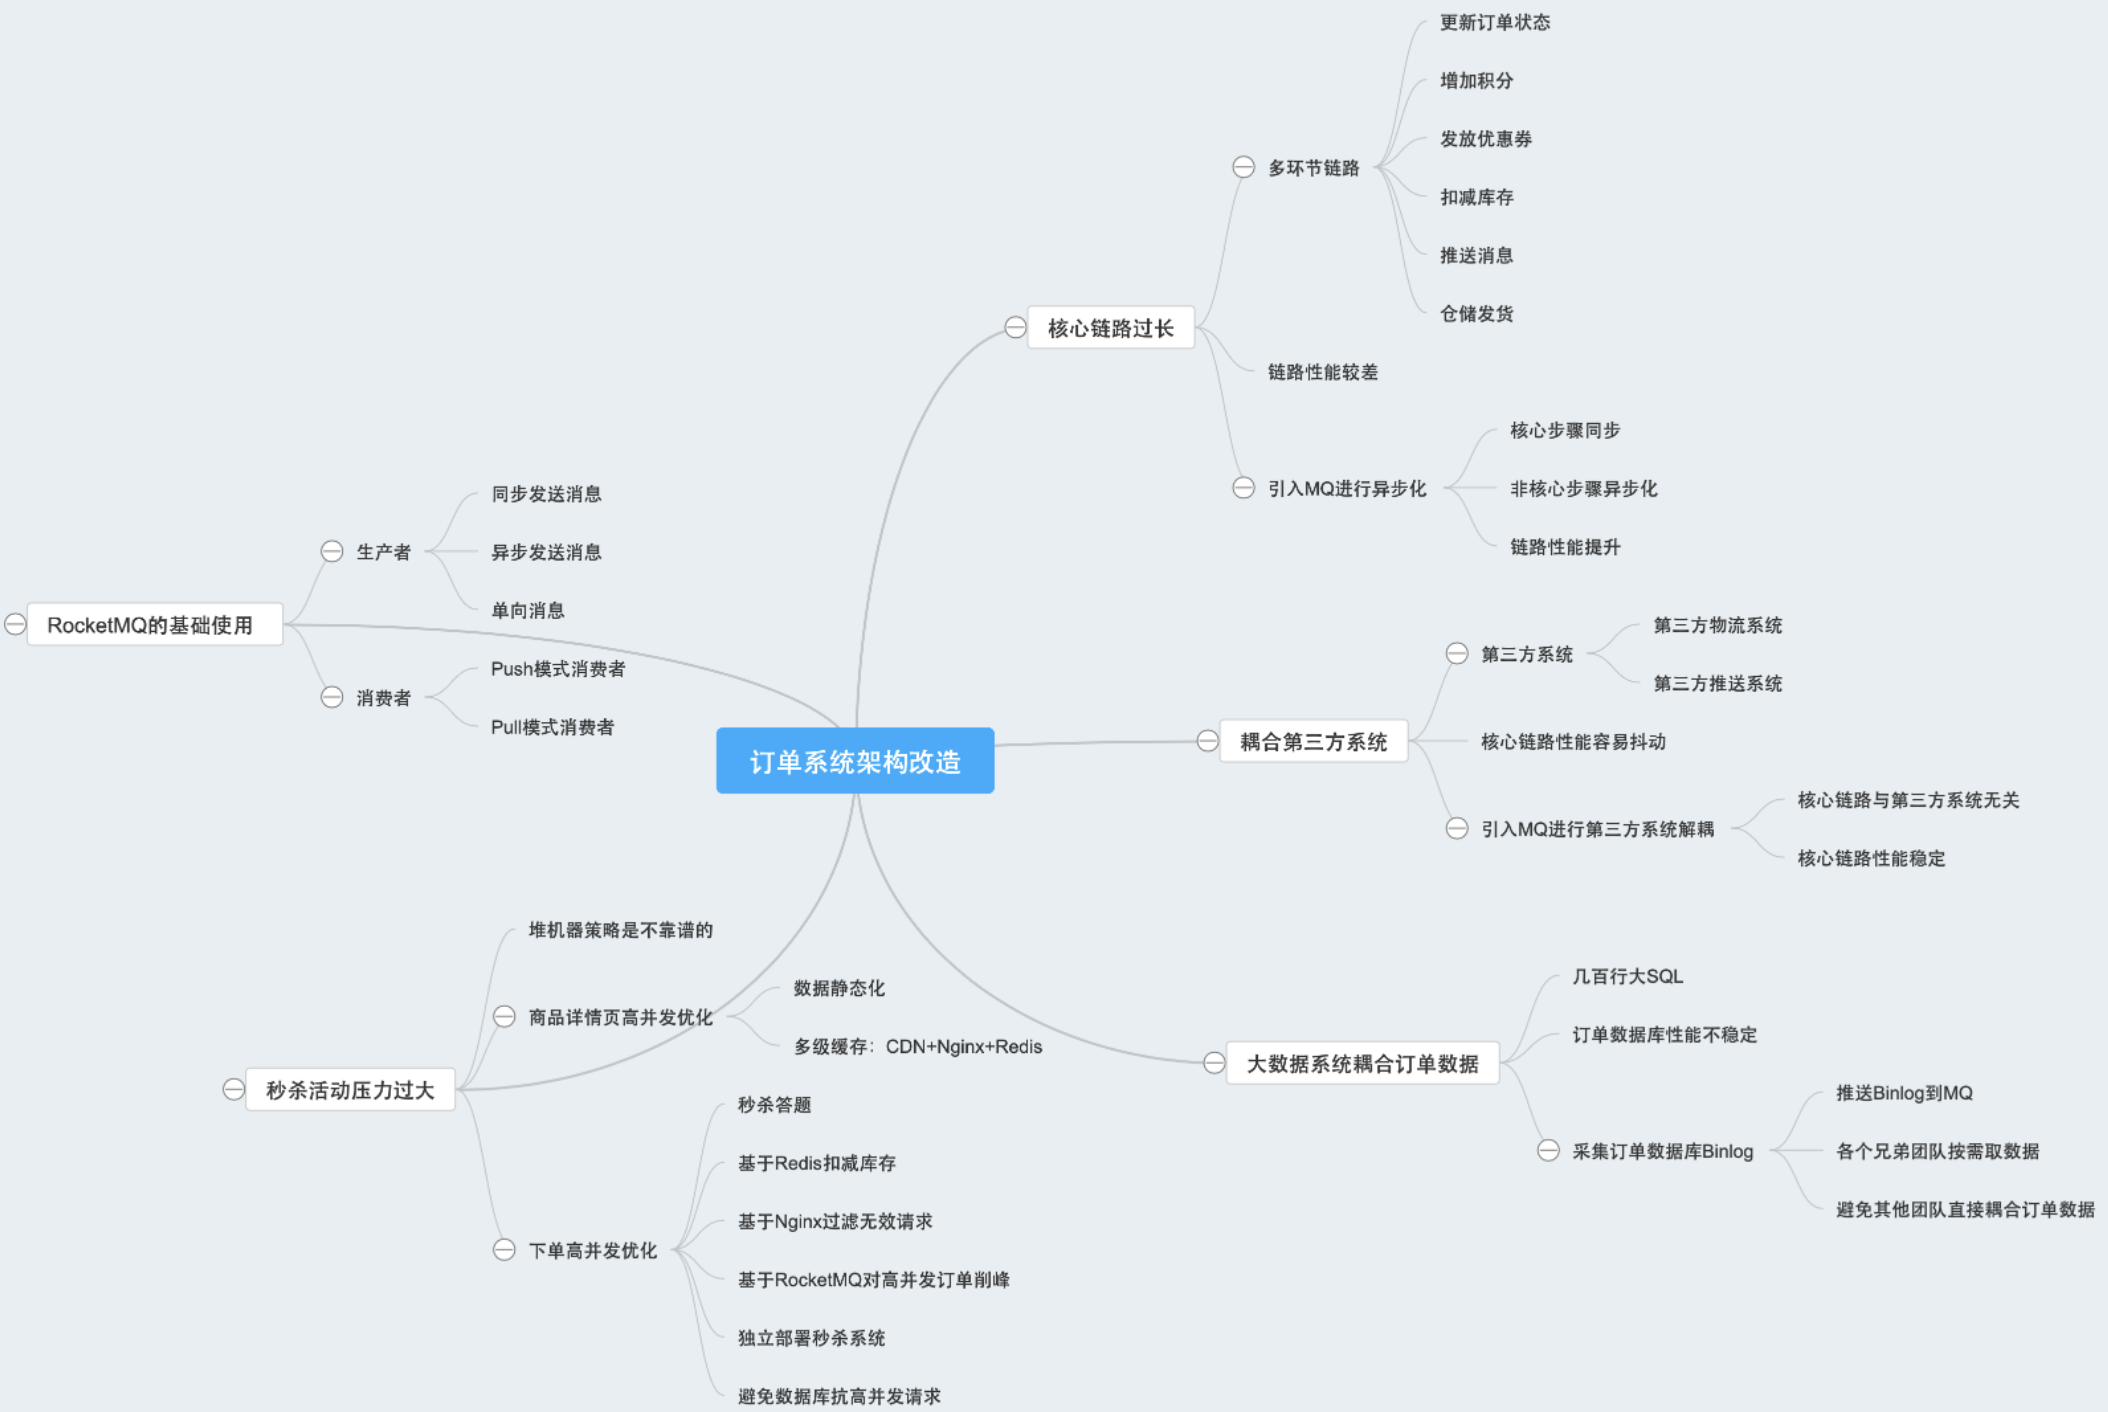 订单系统架构改造
核心链路过长
多环节链路
更新订单状态
增加积分
发放优惠券
扣减库存
推送消息
仓储发货
链路性能较差
引入MQ进行异步化
核心步骤同步
非核心步骤异步化
链路性能提升
耦合第三方系统
第三方系统
第三方物流系统
第三方推送系统
核心链路性能容易抖动
引入MQ进行第三方系统解耦
核心链路与第三方系统无关
核心链路性能稳定
大数据系统耦合订单数据
几百行大SQL
订单数据库性能不稳定
采集订单数据库Binlog
推送Binlog到MQ
各个兄弟团队按需取数据
避免其他团队直接耦合订单数据
秒杀活动压力过大
堆机器策略是不靠谱的
商品详情页高并发优化
数据静态化
多级缓存：CDN+Nginx+Redis
下单高并发优化
秒杀答题
基于Redis扣减库存
基于Nginx过滤无效请求
基于RocketMQ对高并发订单削峰
独立部署秒杀系统
避免数据库抗高并发请求
RocketMQ的基础使用
生产者
同步发送消息
异步发送消息
单向消息
消费者
Push模式消费者
Pull模式消费者